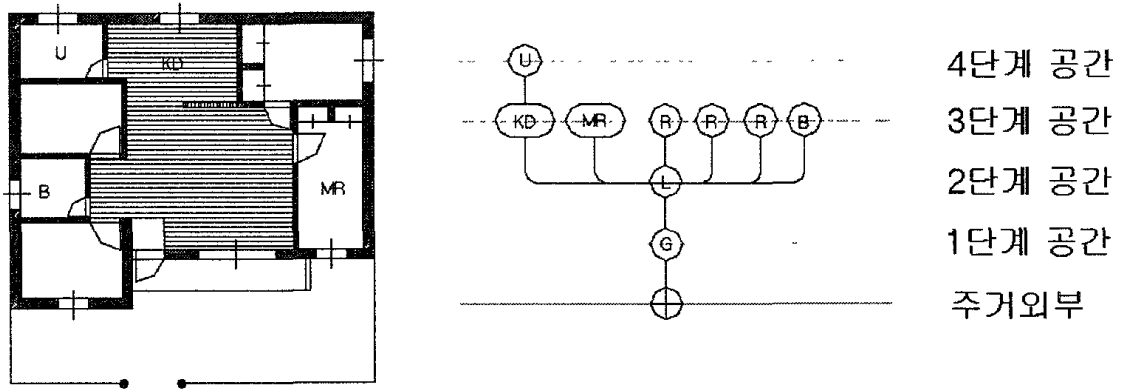 U
KD
B
MR
U
4단계 공간
KD MR R R R B
3단계 공간
L
2단계 공간
G
1단계 공간
주거외부